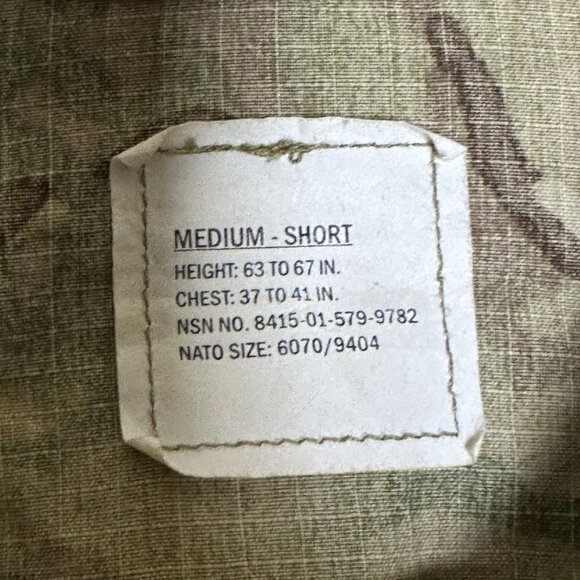 MEDIUM - SHORT
HEIGHT: 63 TO 67 IN.
CHEST: 37 TO 41 IN.
NSN NO. 8415-01-579-9782
NATO SIZE: 6070/9404